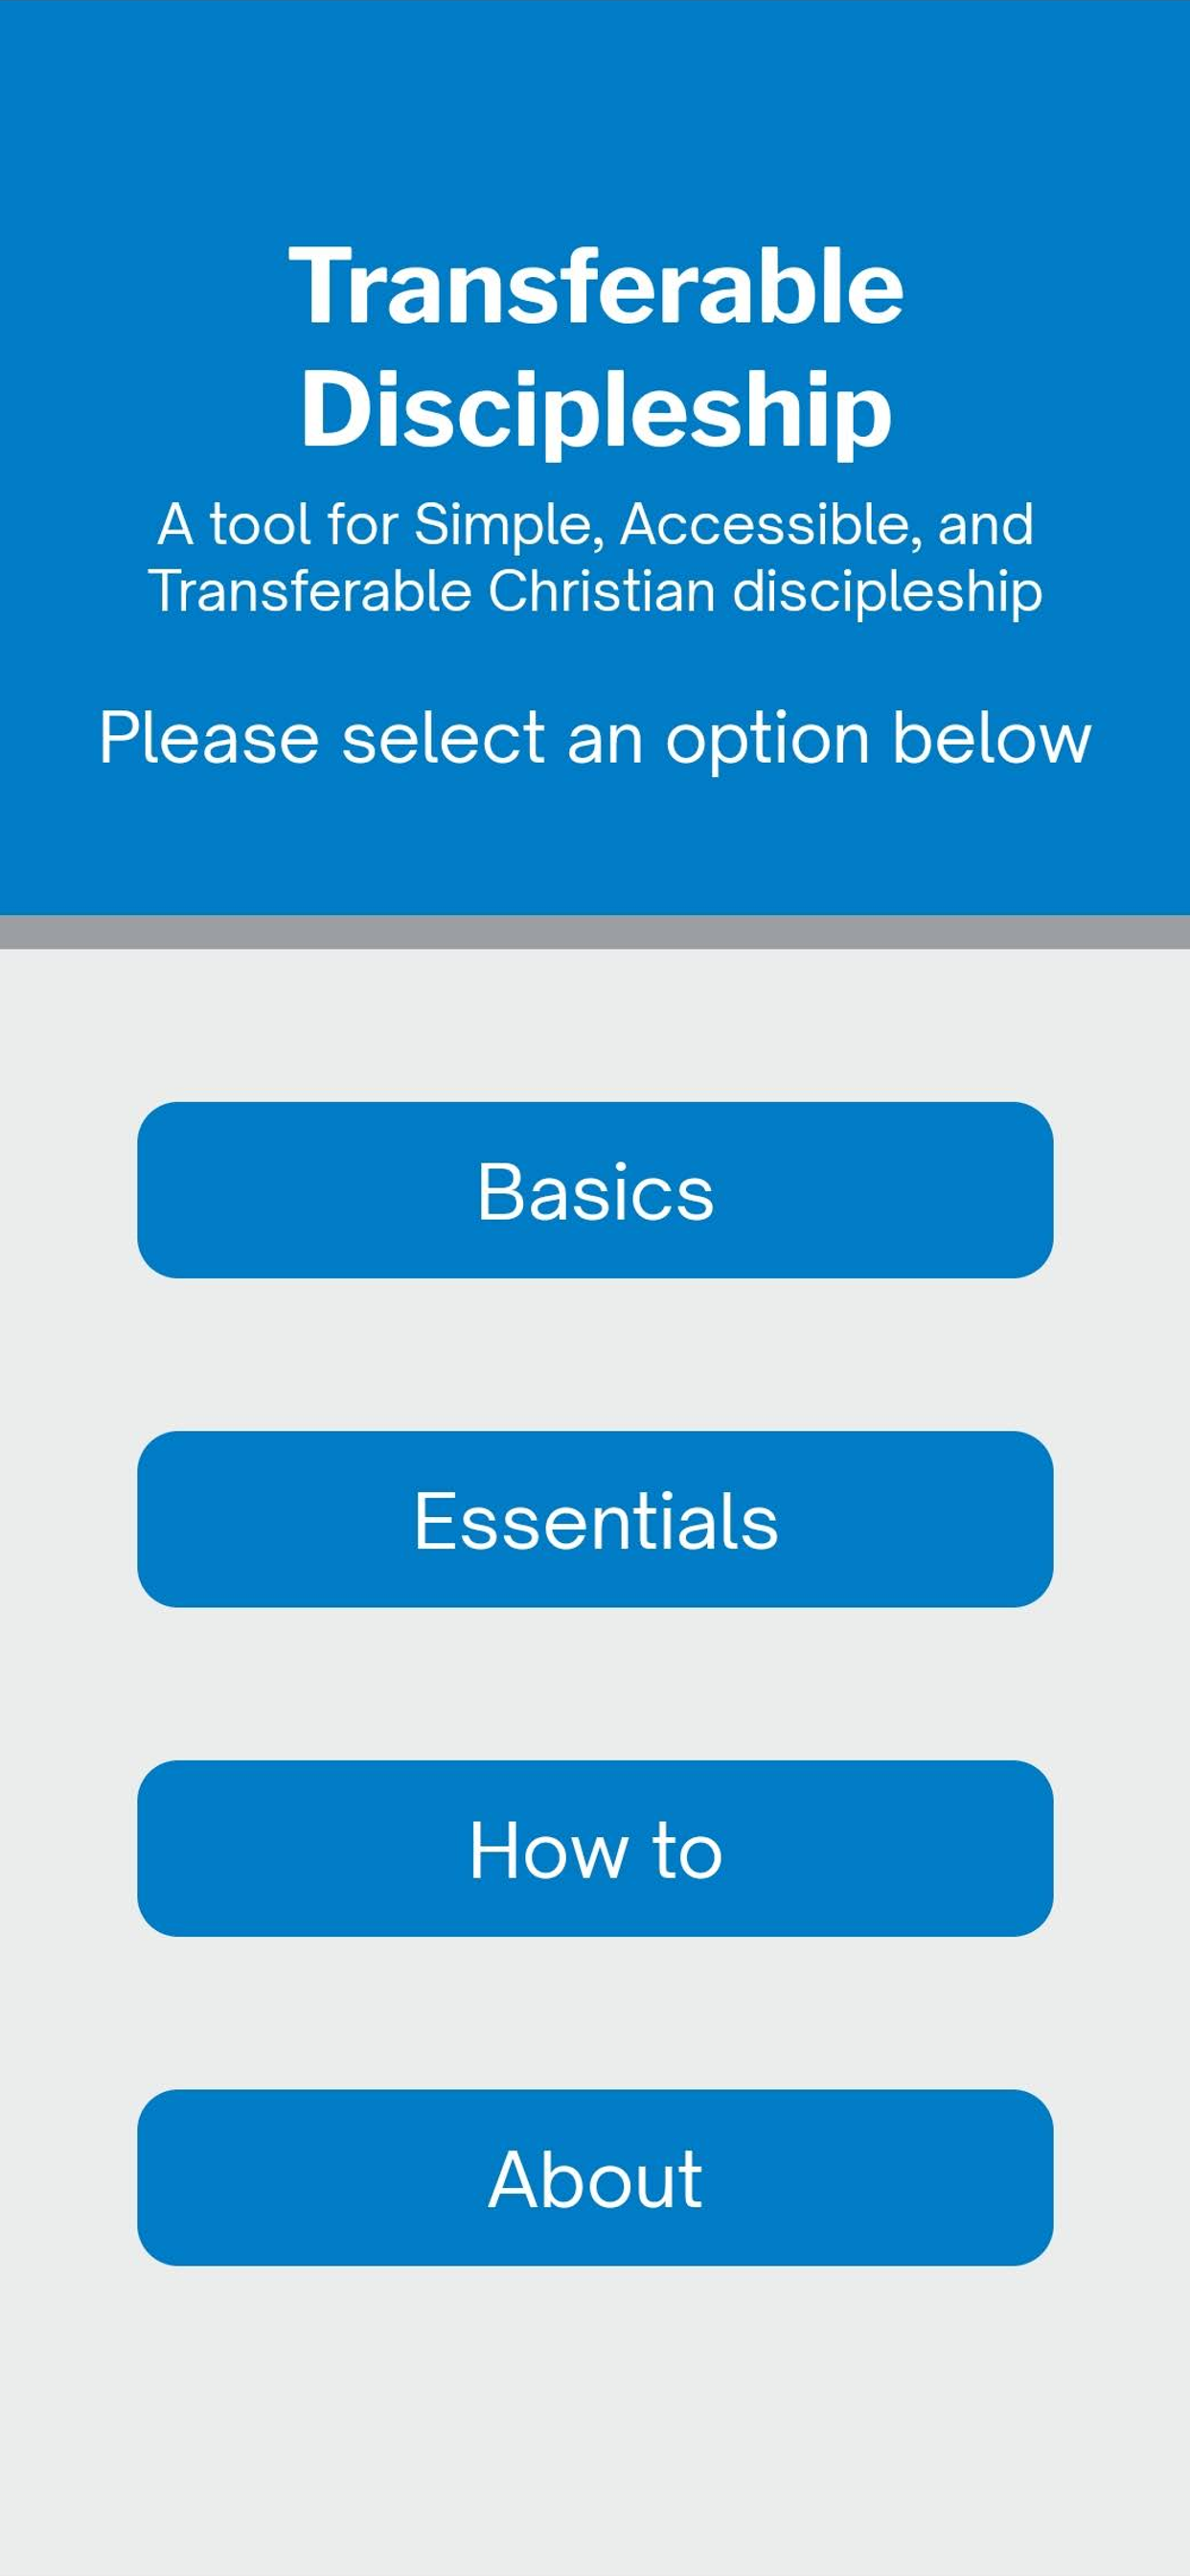 Transferable
Discipleship
A tool for Simple, Accessible, and
Transferable Christian discipleship
Please select an option below
Basics
Essentials
How to
About